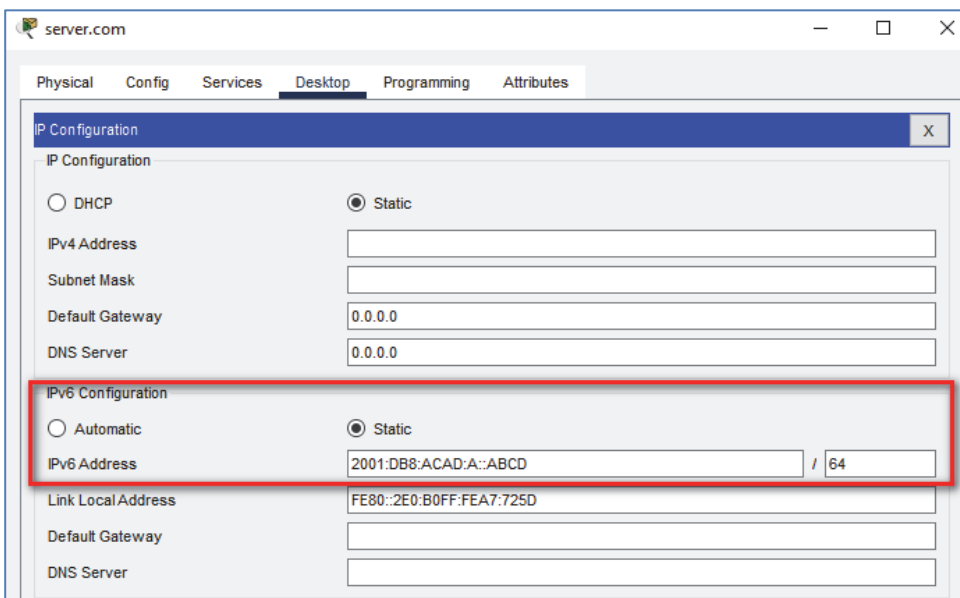 server.com
Physical Config Services Desktop Programming Attributes
IP Configuration X
IP Configuration
DHCP Static
IPv4 Address
Subnet Mask
Default Gateway 0.0.0.0
DNS Server 0.0.0.0
IPv6 Configuration
Automatic Static
IPv6 Address 2001:DB8:ACAD:A::ABCD / 64
Link Local Address FE80::2E0:B0FF:FEA7:725D
Default Gateway
DNS Server